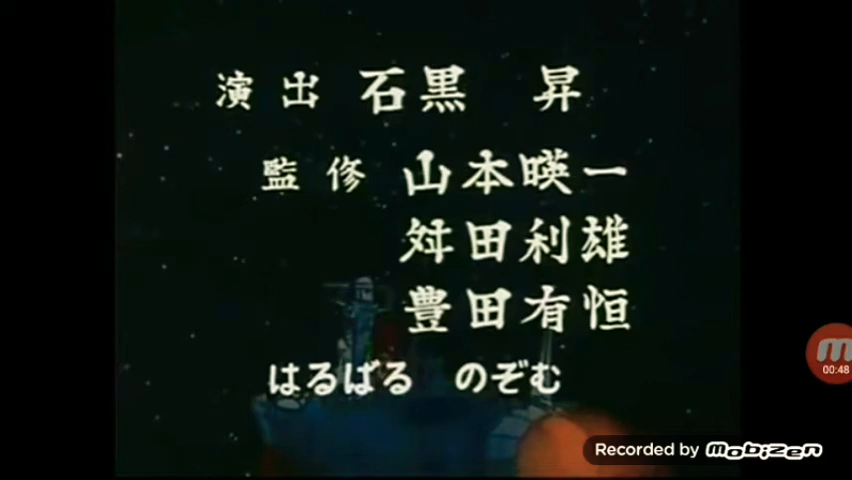 演出 石黒 昇
監修 山本暎一
舛田利雄
豊田有恒
はるばる のぞむ
00:48
Recorded by mobizen